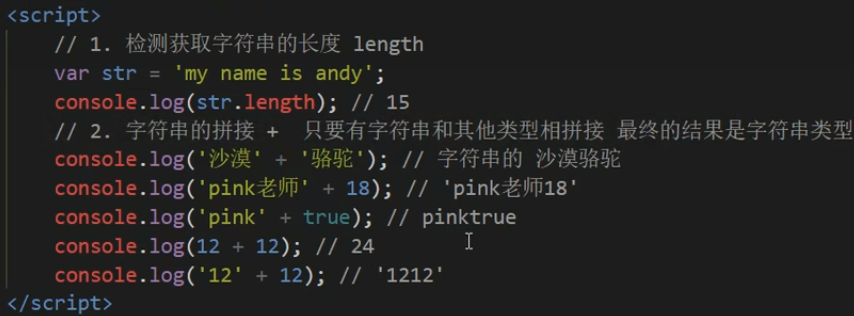 <script>
// 1. 检测获取字符串的长度 length
var str = 'my name is andy';
console.log(str.length); // 15
// 2. 字符串的拼接 + 只要有字符串和其他类型相拼接 最终的结果是字符串类型
console.log('沙漠' + '骆驼'); // 字符串的 沙漠骆驼
console.log('pink老师' + 18); // 'pink老师18'
console.log('pink' + true); // pinktrue
console.log(12 + 12); // 24
console.log('12' + 12); // '1212'
</script>